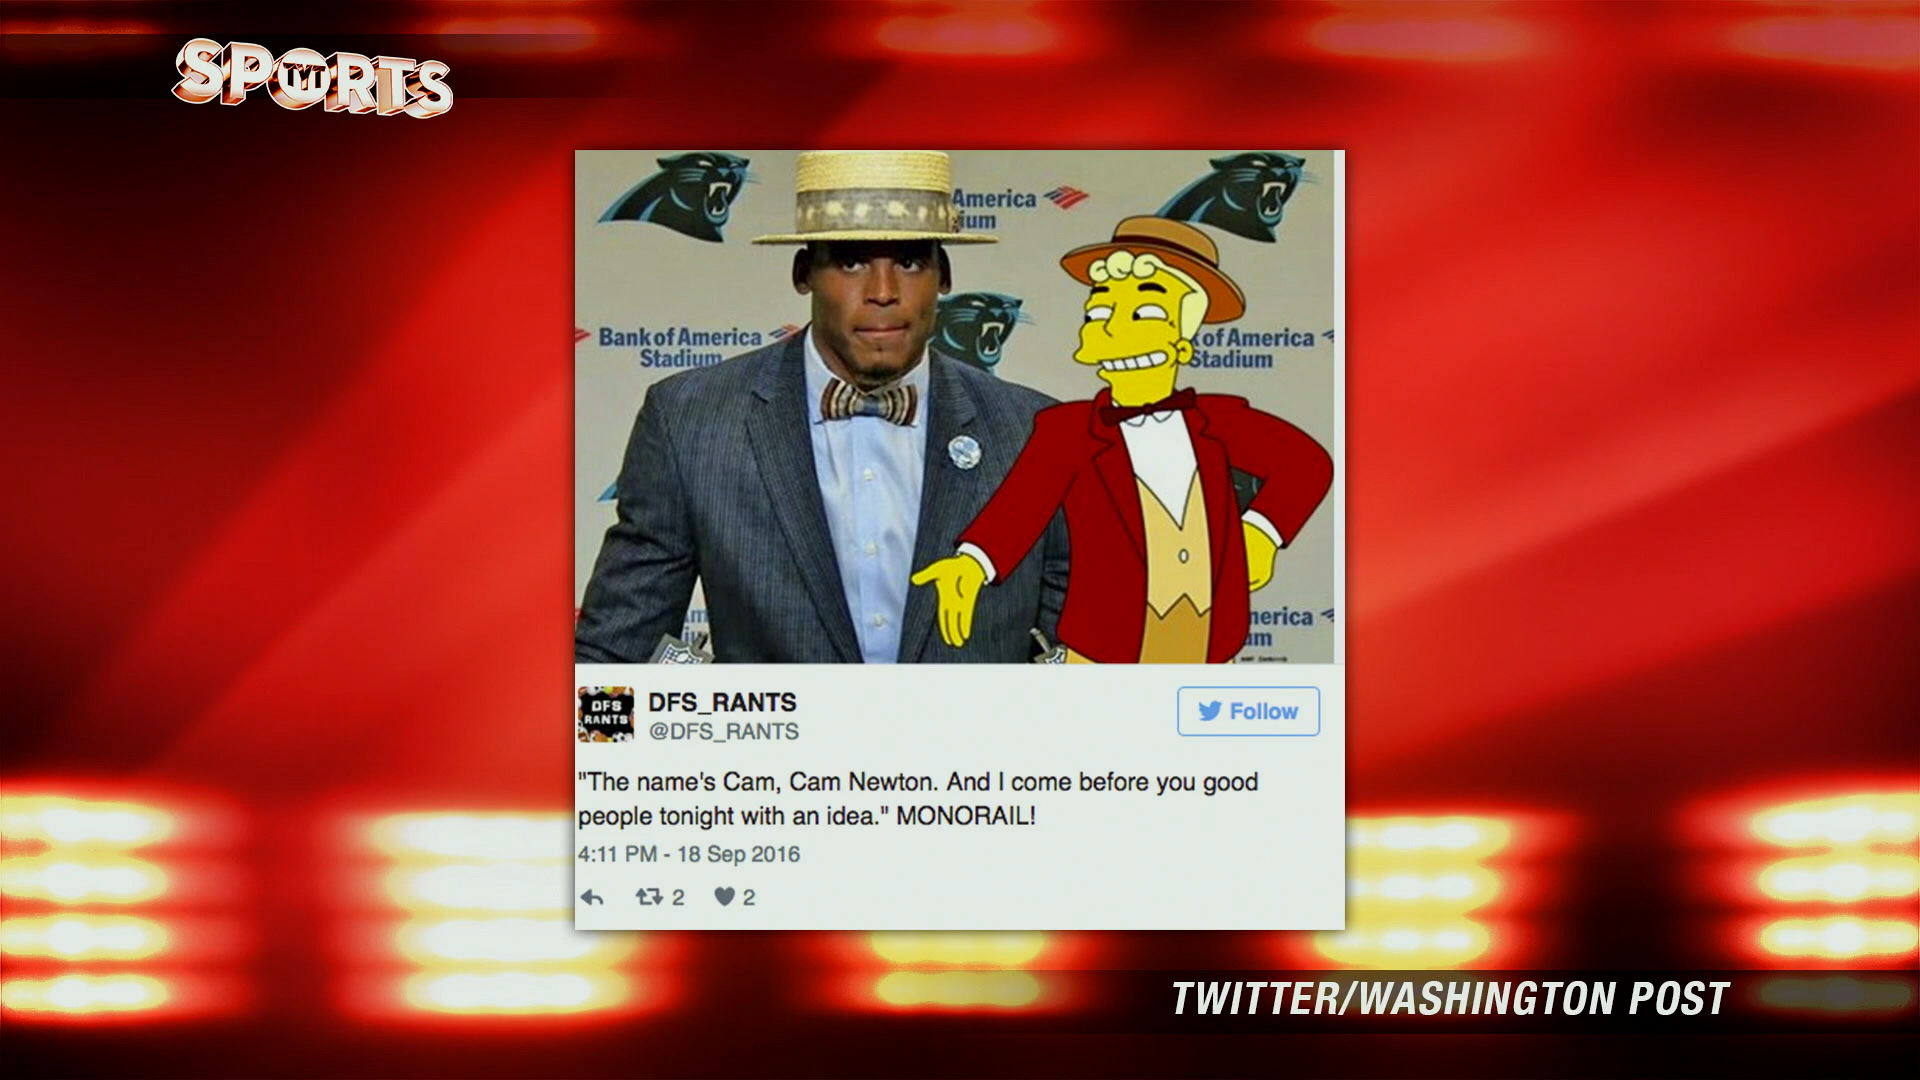 SPORTS
TYT
America
ium
Bank of America
Stadium
of America
Stadium
erica
um
DFS
RANTS
DFS_RANTS
@DFS_RANTS
Follow
"The name's Cam, Cam Newton. And I come before you good
people tonight with an idea." MONORAIL!
4:11 PM - 18 Sep 2016
2 2
TWITTER/WASHINGTON POST